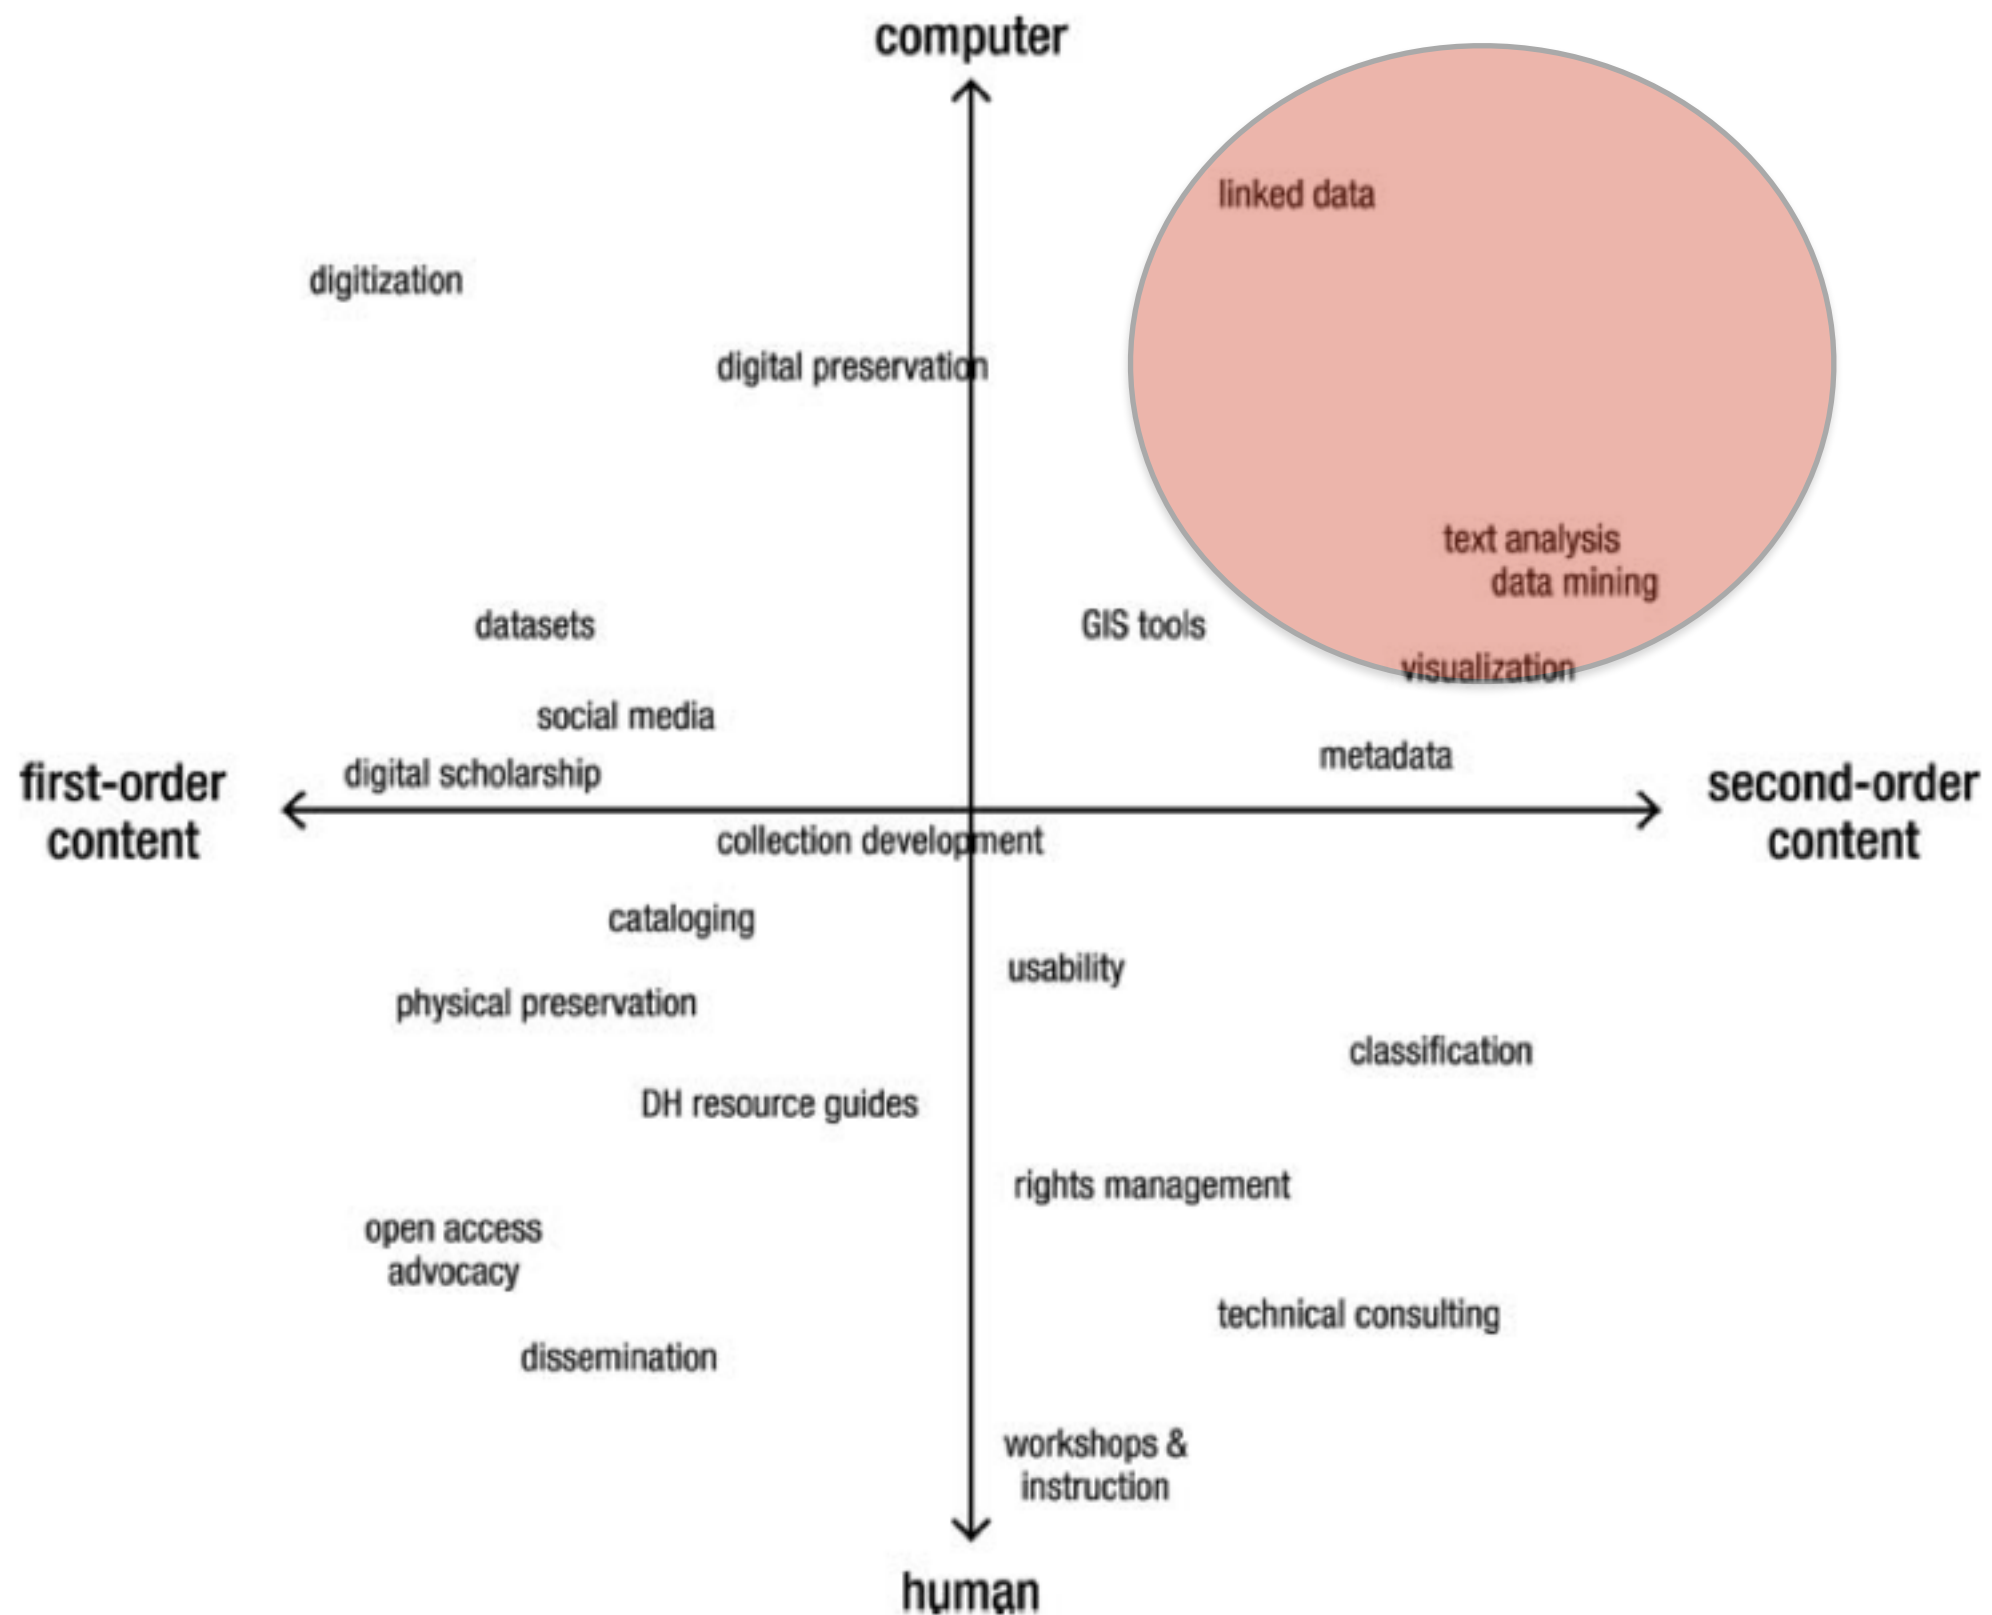 computer
linked data
digitization
digital preservation
text analysis
data mining
datasets
GIS tools
visualization
social media
metadata
digital scholarship
first-order
content
second-order
content
collection development
cataloging
usability
physical preservation
classification
DH resource guides
rights management
open access
advocacy
technical consulting
dissemination
workshops &
instruction
human